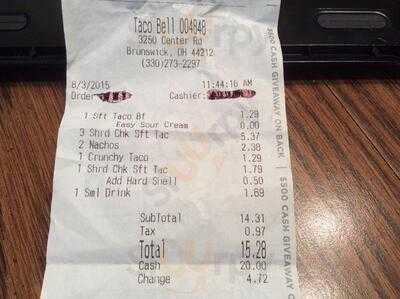 Taco Bell 004848
3250 Center Rd
Brunswick, OH 44212
(330)273-2297
8/3/2015 11:44:16 AM
Order Cashier:
1 Sft Taco Bf 1.29
Easy Sour Cream 0.00
3 Shrd Chk Sft Tac 5.37
2 Nachos 2.38
1 Crunchy Taco 1.29
1 Shrd Chk Sft Tac 1.79
Add Hard Shell 0.50
1 Sml Drink 1.69
Subtotal 14.31
Tax 0.97
Total 15.28
Cash 20.00
Change 4.72
$500 CASH GIVEAWAY ON BACK
$500 CASH GIVEAWAY